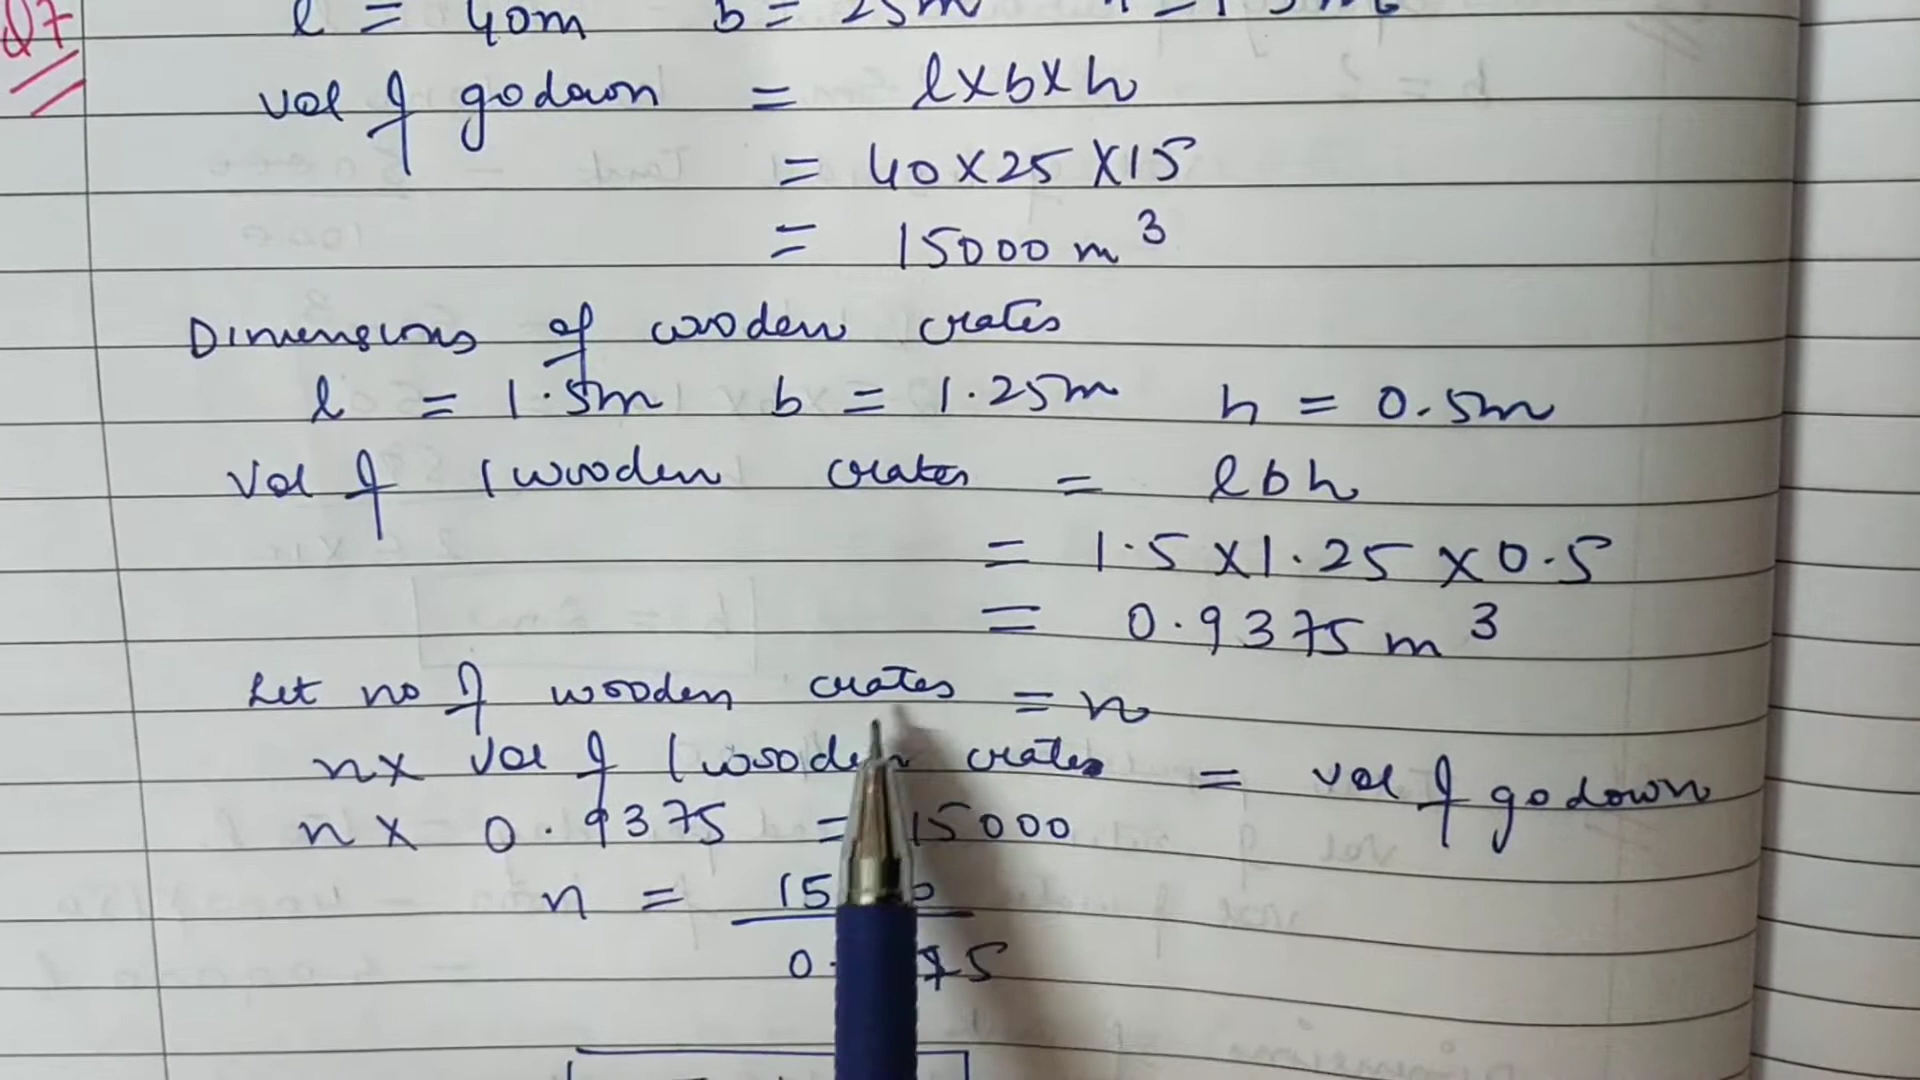 Q7
l = 40m b = 25m
vol of godown = l×b×h
= 40×25×15
= 15000 m³
Dimensions of wooden crates
l = 1.5m b = 1.25m h = 0.5m
Vol of 1 wooden crates = lbh
= 1.5×1.25×0.5
= 0.9375 m³
Let no of wooden crates = n
n× vol of 1 wooden crates = vol of godown
n× 0.9375 = 15000
n =